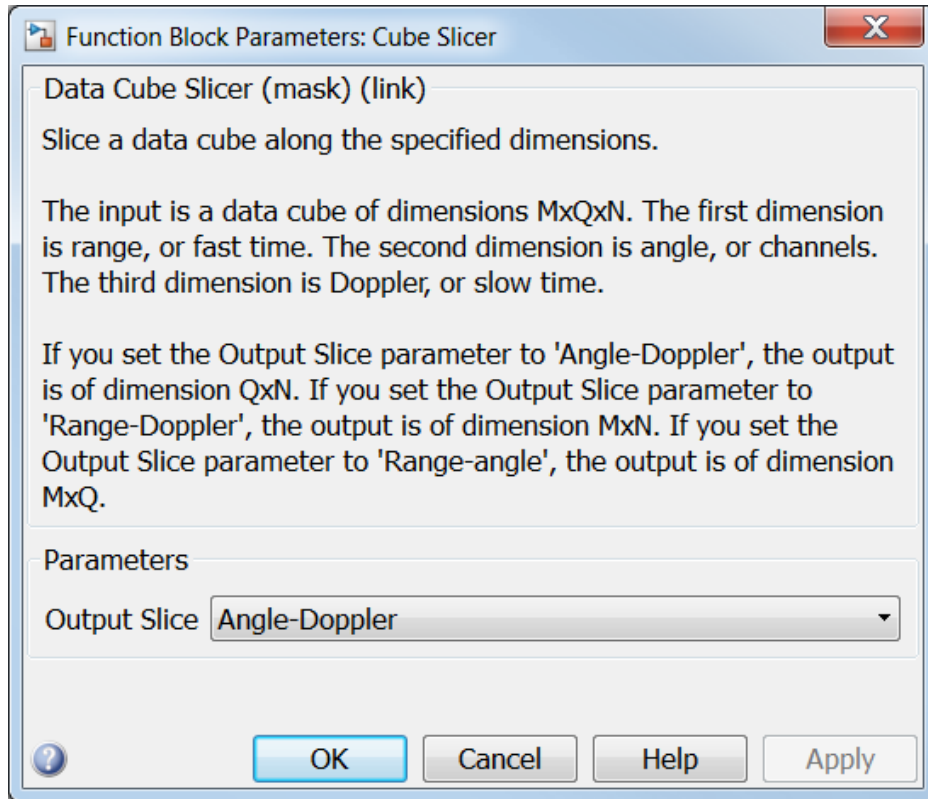 Function Block Parameters: Cube Slicer
Data Cube Slicer (mask) (link)
Slice a data cube along the specified dimensions.
The input is a data cube of dimensions MxQxN. The first dimension
is range, or fast time. The second dimension is angle, or channels.
The third dimension is Doppler, or slow time.
If you set the Output Slice parameter to 'Angle-Doppler', the output
is of dimension QxN. If you set the Output Slice parameter to
'Range-Doppler', the output is of dimension MxN. If you set the
Output Slice parameter to 'Range-angle', the output is of dimension
MxQ.
Parameters
Output Slice Angle-Doppler
OK Cancel Help Apply